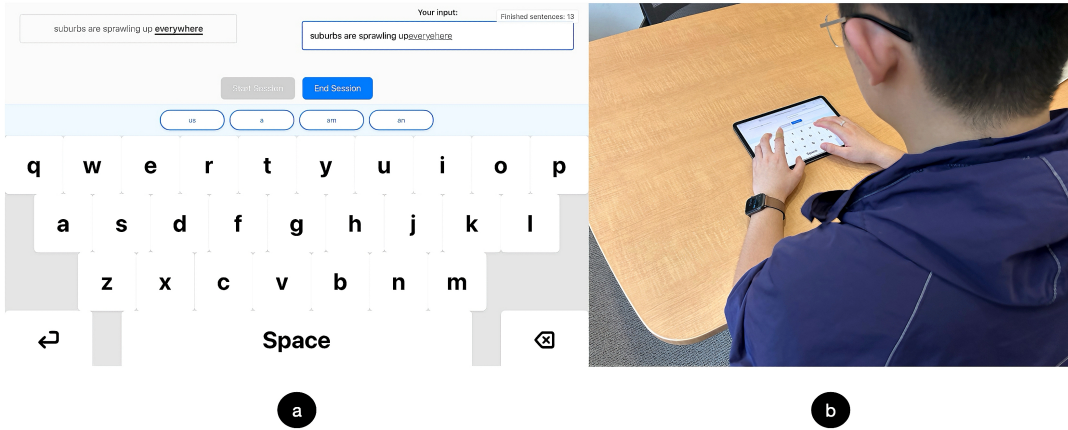 Your input:
Finished sentences: 13
suburbs are sprawling up everywhere
suburbs are sprawling upeveryehere
Start Session
End Session
us
a
am
an
q w e r t y u i o p
a s d f g h j k l
z x c v b n m
Space
a
b